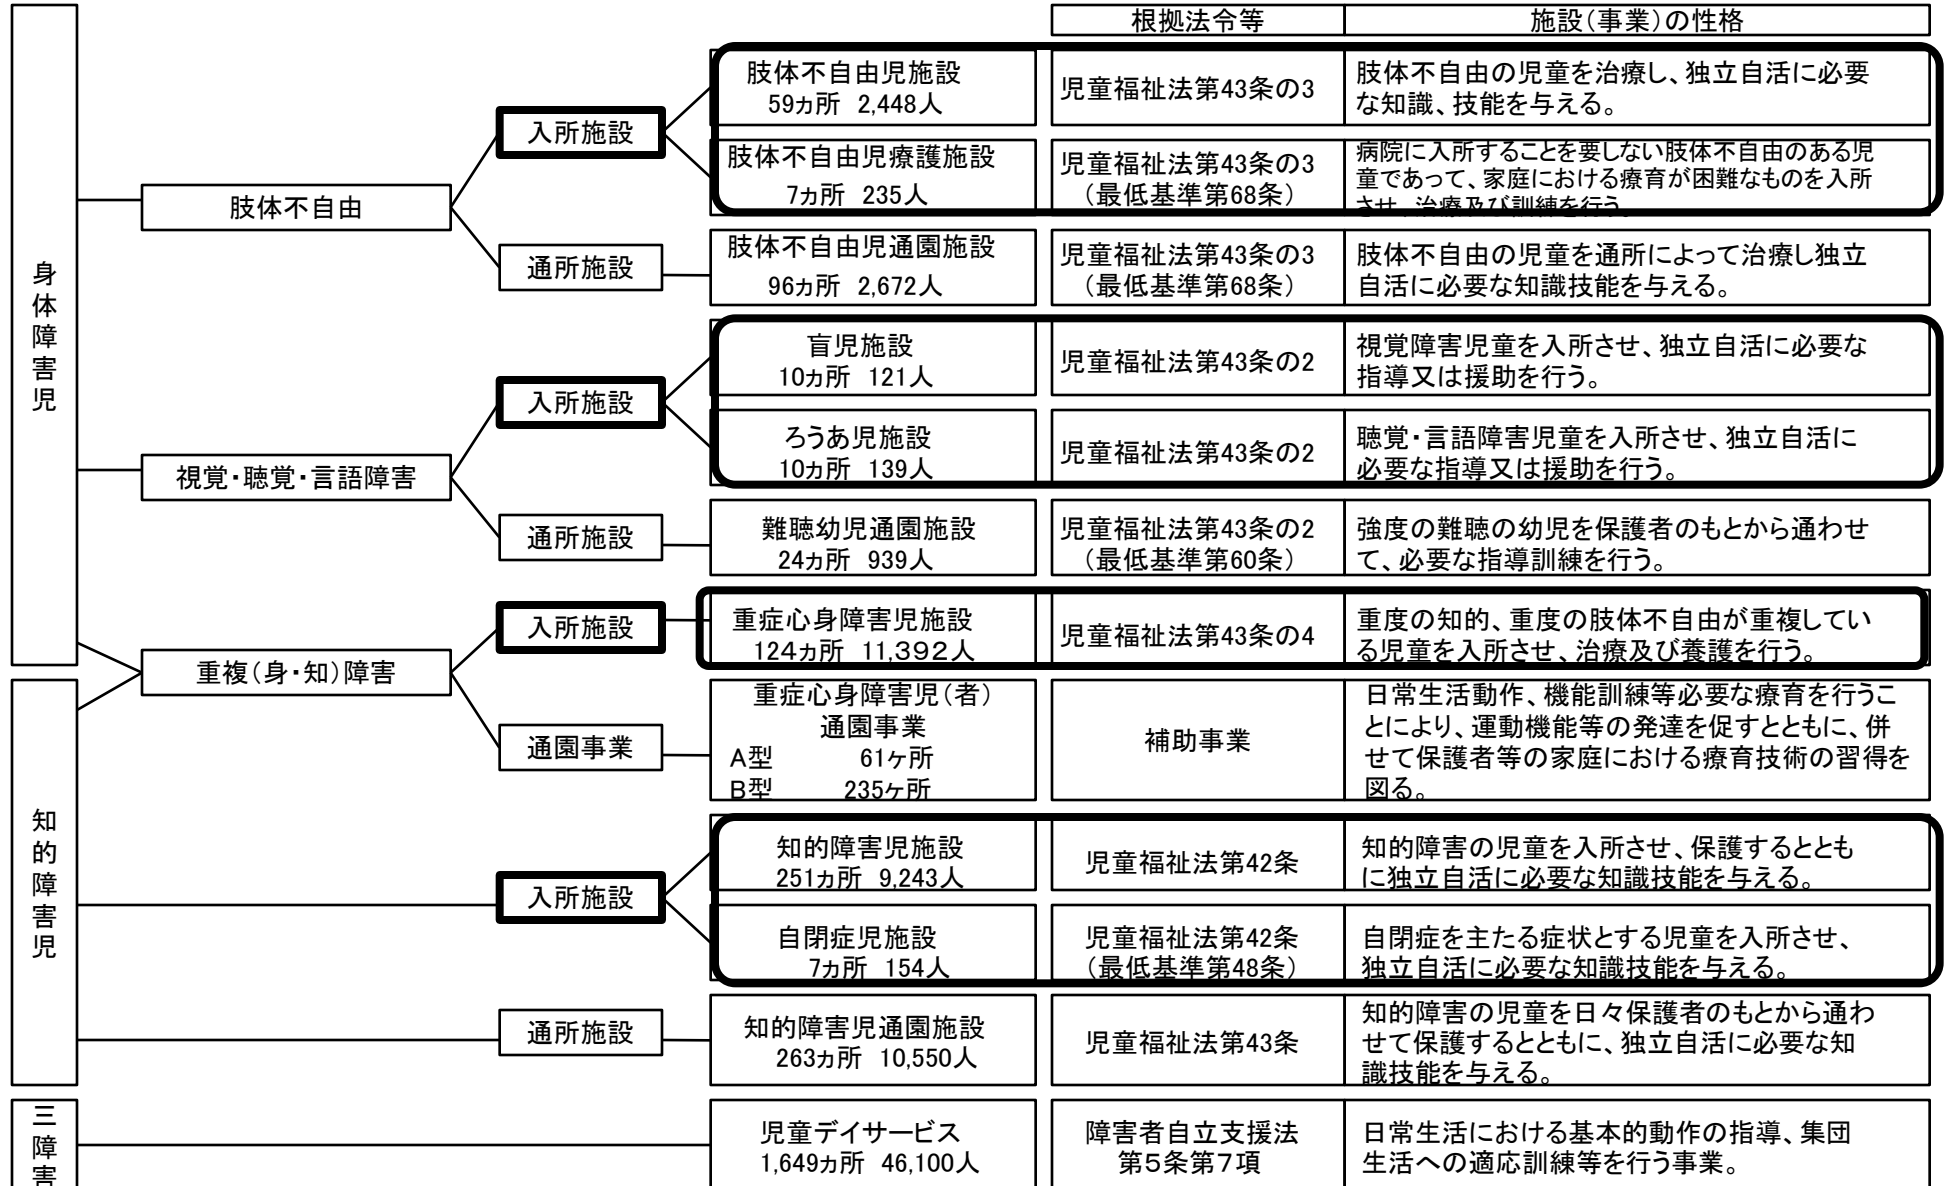 根拠法令等
施設(事業)の性格
身体障害児
肢体不自由
入所施設
肢体不自由児施設
59ヵ所 2,448人
児童福祉法第43条の3
肢体不自由の児童を治療し、独立自活に必要
な知識、技能を与える。
肢体不自由児療護施設
7ヵ所 235人
児童福祉法第43条の3
(最低基準第68条)
病院に入所することを要しない肢体不自由のある児
童であって、家庭における療育が困難なものを入所
させ、治療及び訓練を行う。
通所施設
肢体不自由児通園施設
96ヵ所 2,672人
児童福祉法第43条の3
(最低基準第68条)
肢体不自由の児童を通所によって治療し独立
自活に必要な知識技能を与える。
視覚・聴覚・言語障害
入所施設
盲児施設
10ヵ所 121人
児童福祉法第43条の2
視覚障害児童を入所させ、独立自活に必要な
指導又は援助を行う。
ろうあ児施設
10ヵ所 139人
児童福祉法第43条の2
聴覚・言語障害児童を入所させ、独立自活に
必要な指導又は援助を行う。
通所施設
難聴幼児通園施設
24ヵ所 939人
児童福祉法第43条の2
(最低基準第60条)
強度の難聴の幼児を保護者のもとから通わせ
て、必要な指導訓練を行う。
重複(身・知)障害
入所施設
重症心身障害児施設
124ヵ所 11,392人
児童福祉法第43条の4
重度の知的、重度の肢体不自由が重複してい
る児童を入所させ、治療及び養護を行う。
通園事業
重症心身障害児(者)
通園事業
A型 61ヶ所
B型 235ヶ所
補助事業
日常生活動作、機能訓練等必要な療育を行うこ
とにより、運動機能等の発達を促すとともに、併
せて保護者等の家庭における療育技術の習得を
図る。
知的障害児
入所施設
知的障害児施設
251ヵ所 9,243人
児童福祉法第42条
知的障害の児童を入所させ、保護するととも
に独立自活に必要な知識技能を与える。
自閉症児施設
7ヵ所 154人
児童福祉法第42条
(最低基準第48条)
自閉症を主たる症状とする児童を入所させ、
独立自活に必要な知識技能を与える。
通所施設
知的障害児通園施設
263ヵ所 10,550人
児童福祉法第43条
知的障害の児童を日々保護者のもとから通わ
せて保護するとともに、独立自活に必要な知
識技能を与える。
三障害
児童デイサービス
1,649ヵ所 46,100人
障害者自立支援法
第5条第7項
日常生活における基本的動作の指導、集団
生活への適応訓練等を行う事業。